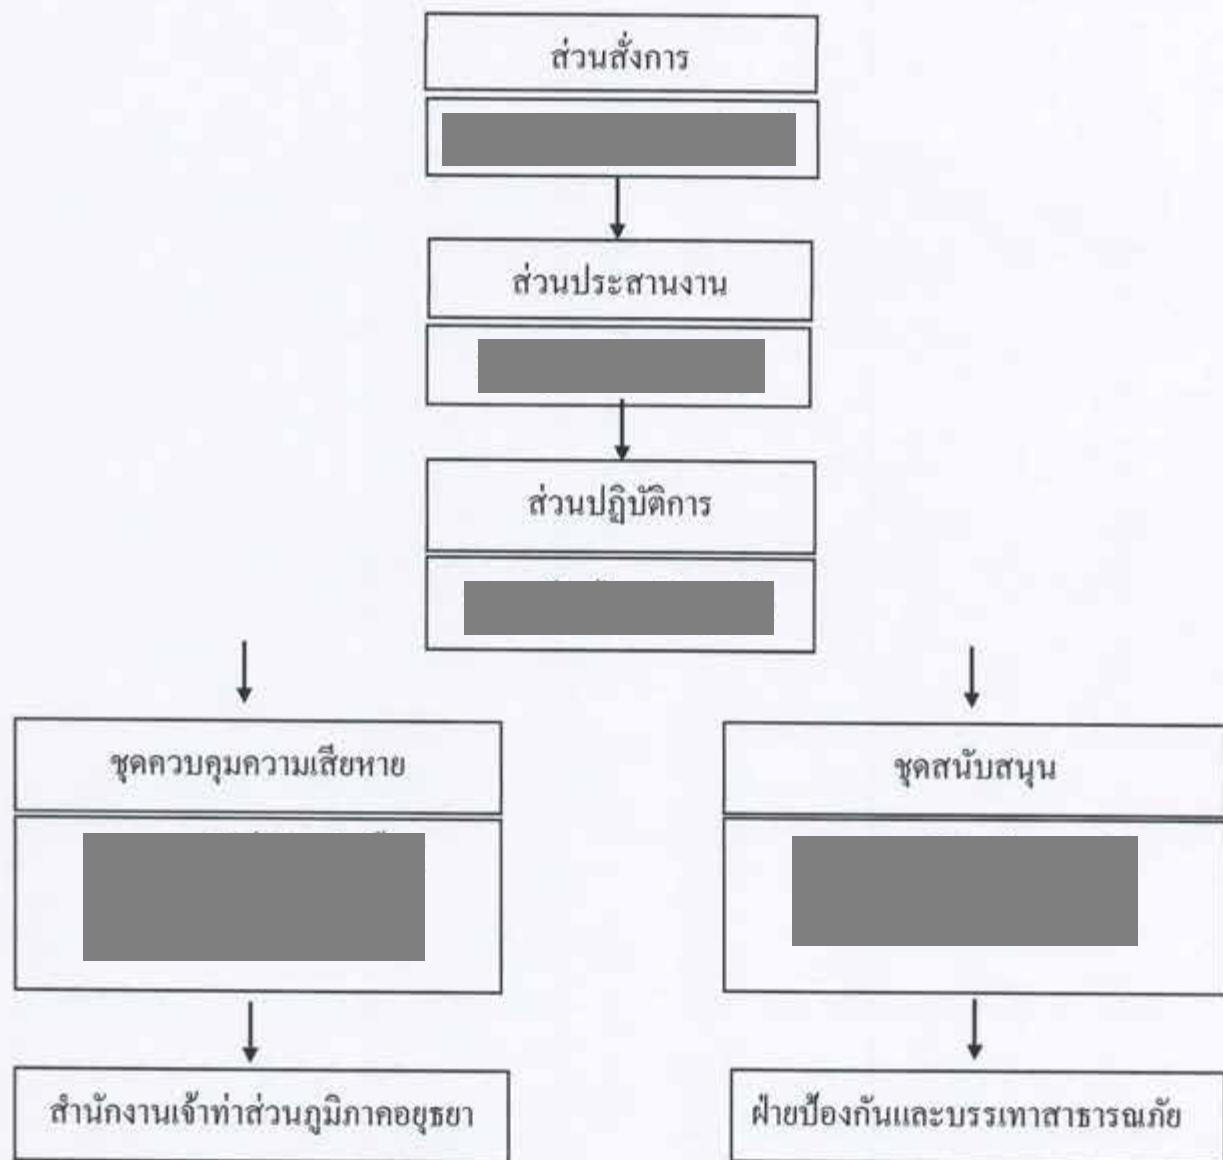 ส่วนสั่งการ
ส่วนประสานงาน
ส่วนปฏิบัติการ
ชุดควบคุมความเสียหาย
ชุดสนับสนุน
สำนักงานเจ้าท่าส่วนภูมิภาคอยุธยา
ฝ่ายป้องกันและบรรเทาสาธารณภัย